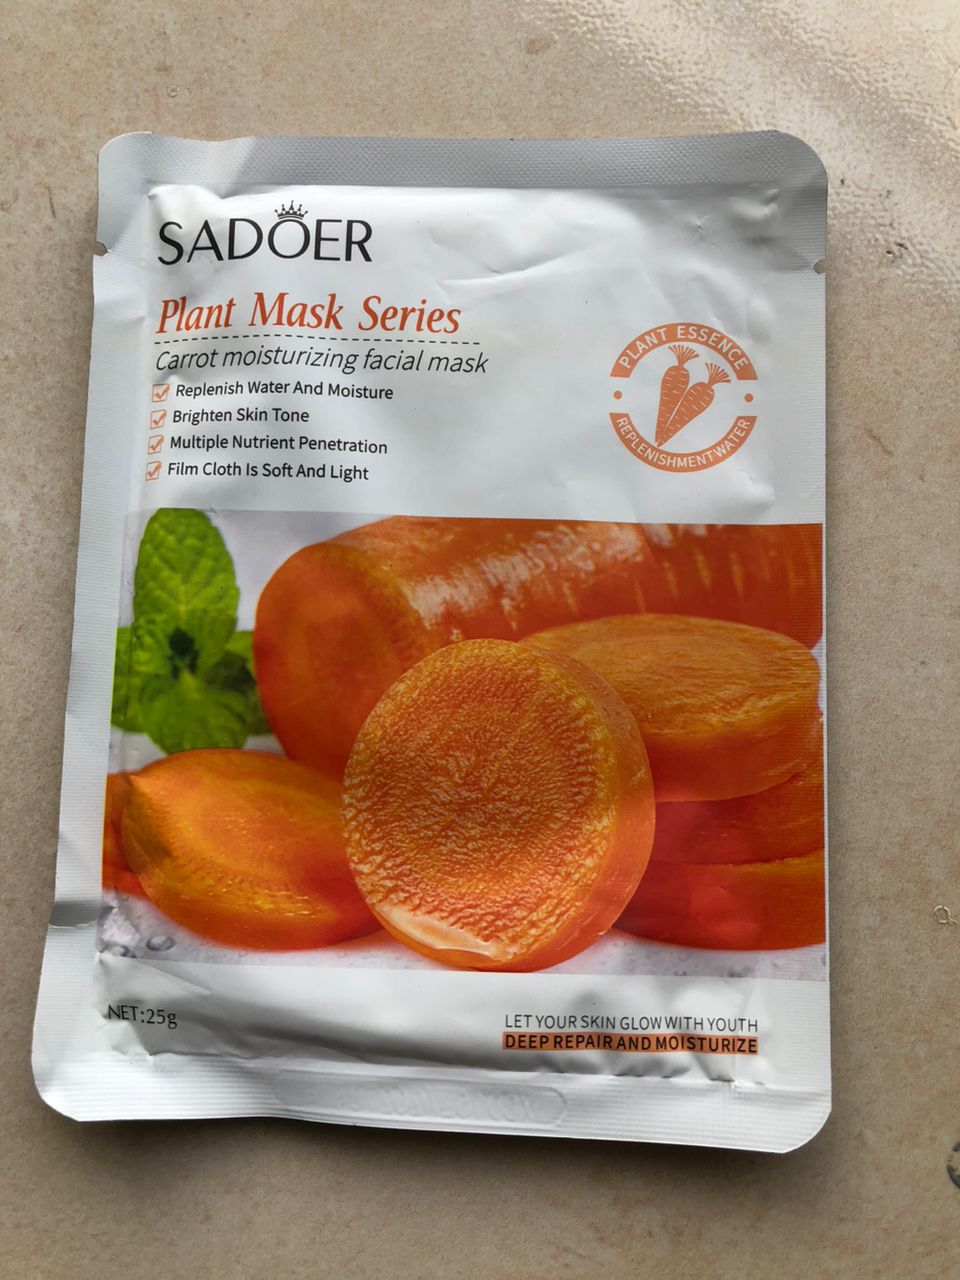 SADOER
Plant Mask Series
Carrot moisturizing facial mask
Replenish Water And Moisture
Brighten Skin Tone
Multiple Nutrient Penetration
Film Cloth Is Soft And Light
PLANT ESSENCE
REPLENISHMENT WATER
NET:25g
LET YOUR SKIN GLOW WITH YOUTH
DEEP REPAIR AND MOISTURIZE